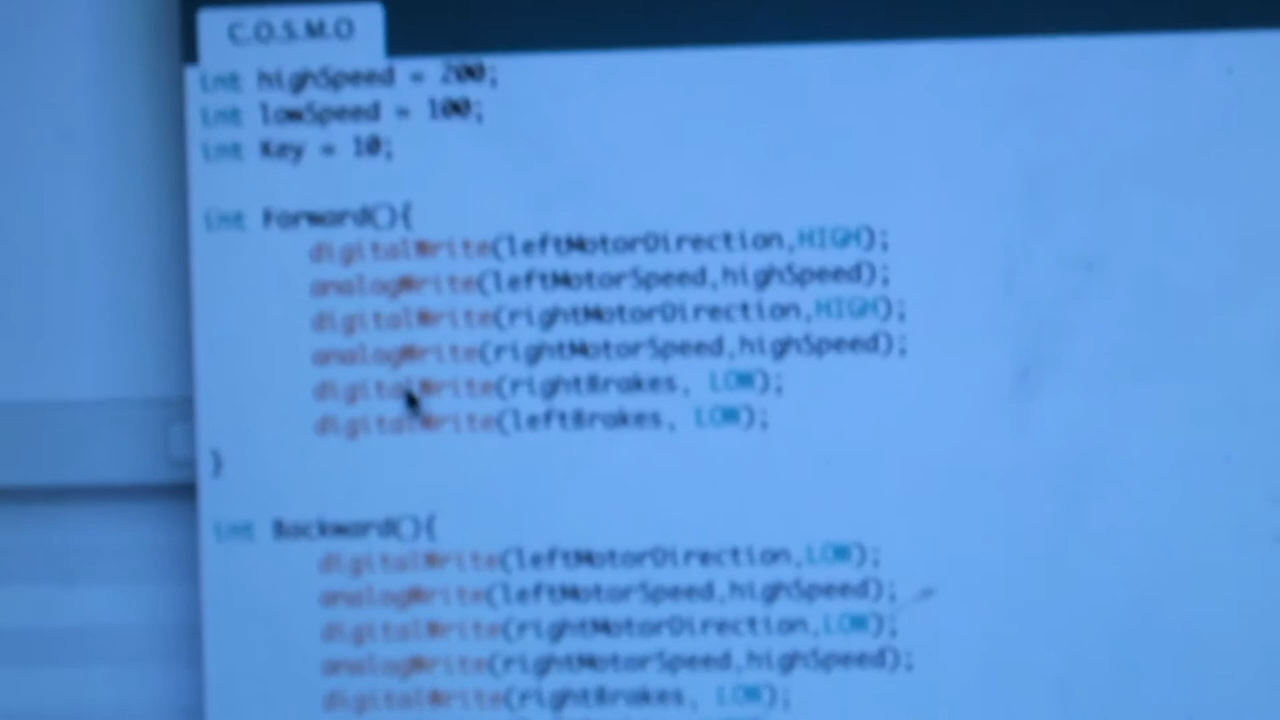 C.O.S.M.O
int highSpeed = 200;
int lowSpeed = 100;
int Key = 10;
int Forward(){
digitalWrite(leftMotorDirection,HIGH);
analogWrite(leftMotorSpeed,highSpeed);
digitalWrite(rightMotorDirection,HIGH);
analogWrite(rightMotorSpeed,highSpeed);
digitalWrite(rightBrakes, LOW);
digitalWrite(leftBrakes, LOW);
}
int Backward(){
digitalWrite(leftMotorDirection,LOW);
analogWrite(leftMotorSpeed,highSpeed);
digitalWrite(rightMotorDirection,LOW);
analogWrite(rightMotorSpeed,highSpeed);
digitalWrite(rightBrakes, LOW);